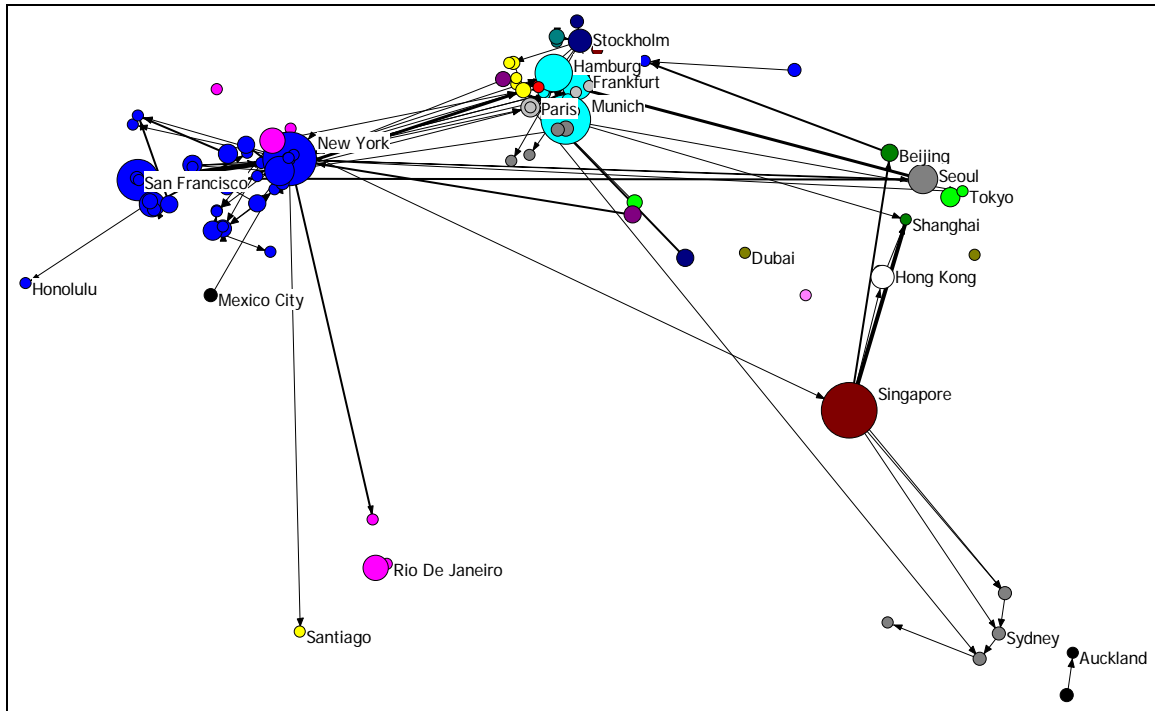 Stockholm
Hamburg
Frankfurt
Paris
Munich
New York
San Francisco
Beijing
Seoul
Tokyo
Shanghai
Dubai
Hong Kong
Honolulu
Mexico City
Singapore
Rio De Janeiro
Santiago
Sydney
Auckland